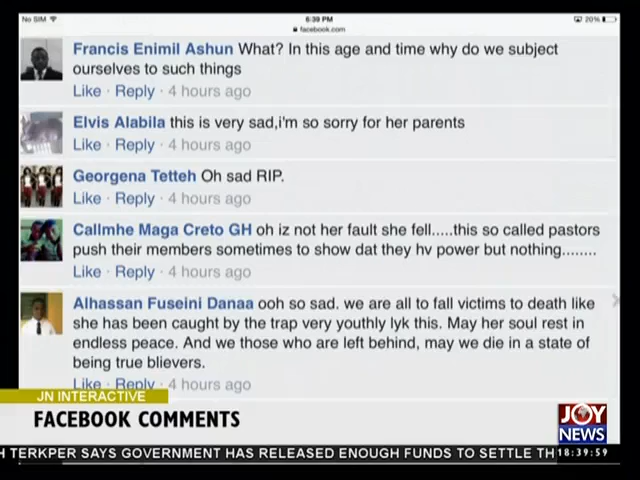 No SIM 6:39 PM 20%
facebook.com
Francis Enimil Ashun What? In this age and time why do we subject
ourselves to such things
Like · Reply · 4 hours ago
Elvis Alabila this is very sad,i'm so sorry for her parents
Like · Reply · 4 hours ago
Georgena Tetteh Oh sad RIP.
Like · Reply · 4 hours ago
Callmhe Maga Creto GH oh iz not her fault she fell.....this so called pastors
push their members sometimes to show dat they hv power but nothing........
Like · Reply · 4 hours ago
Alhassan Fuseini Danaa ooh so sad. we are all to fall victims to death like
she has been caught by the trap very youthly lyk this. May her soul rest in
endless peace. And we those who are left behind, may we die in a state of
being true blievers.
Like · Reply · 4 hours ago
JN INTERACTIVE
FACEBOOK COMMENTS
JOY
NEWS
H TERKPER SAYS GOVERNMENT HAS RELEASED ENOUGH FUNDS TO SETTLE TH
18:39:59